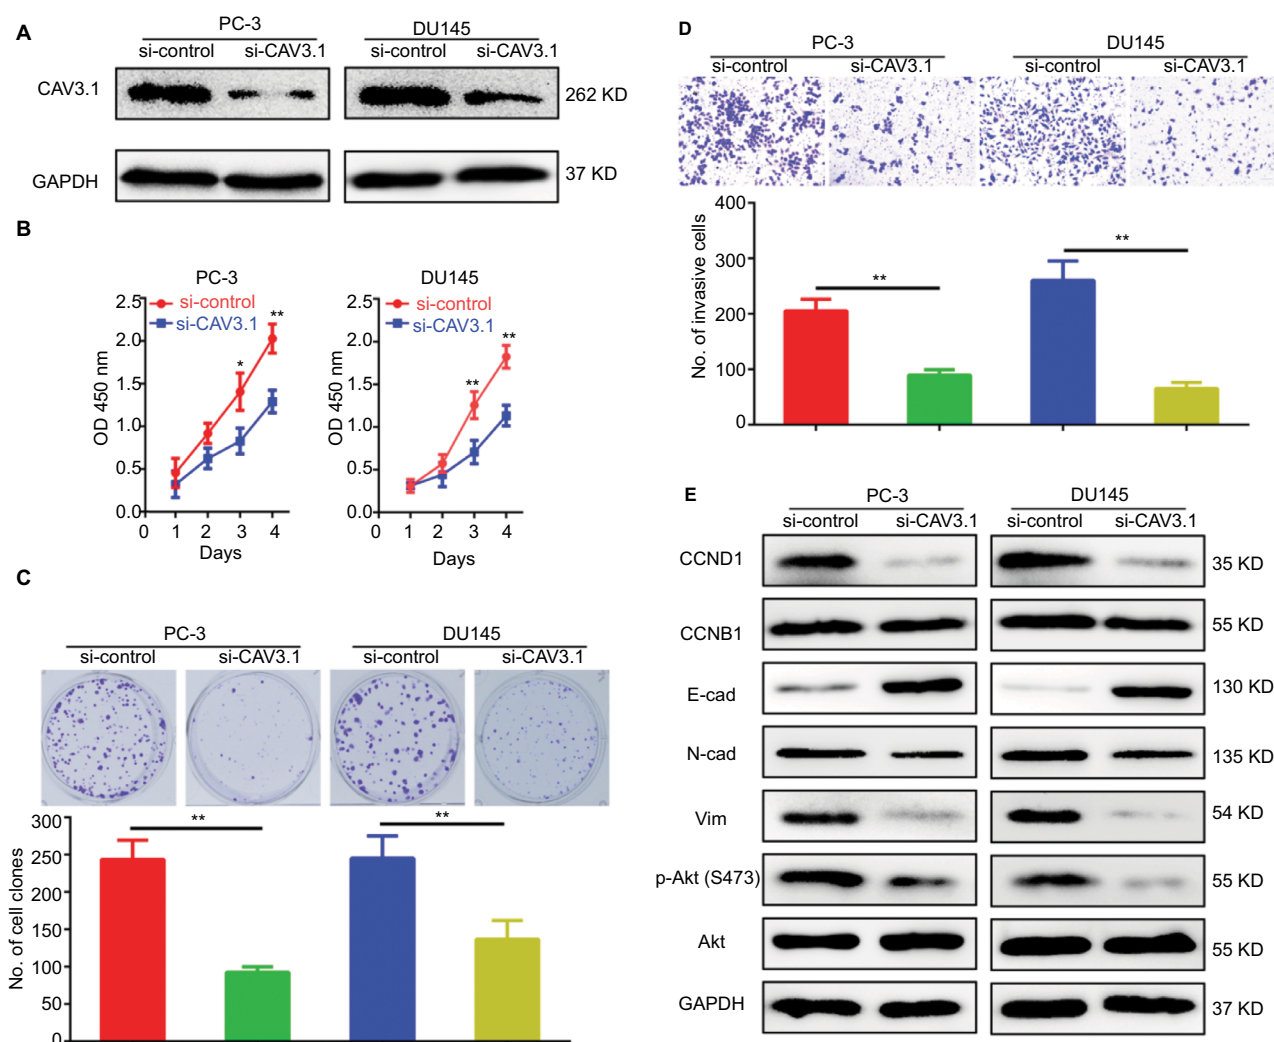 A
PC-3 DU145
si-control si-CAV3.1 si-control si-CAV3.1
CAV3.1 262 KD
GAPDH 37 KD
B
PC-3
si-control
si-CAV3.1
OD 450 nm
2.5
2.0
1.5
1.0
0.5
0.0
0 1 2 3 4
Days
* **
DU145
si-control
si-CAV3.1
OD 450 nm
2.5
2.0
1.5
1.0
0.5
0.0
0 1 2 3 4
Days
** **
C
PC-3 DU145
si-control si-CAV3.1 si-control si-CAV3.1
No. of cell clones
300
250
200
150
100
50
0
** **
D
PC-3 DU145
si-control si-CAV3.1 si-control si-CAV3.1
No. of invasive cells
400
300
200
100
0
** **
E
PC-3 DU145
si-control si-CAV3.1 si-control si-CAV3.1
CCND1 35 KD
CCNB1 55 KD
E-cad 130 KD
N-cad 135 KD
Vim 54 KD
p-Akt (S473) 55 KD
Akt 55 KD
GAPDH 37 KD